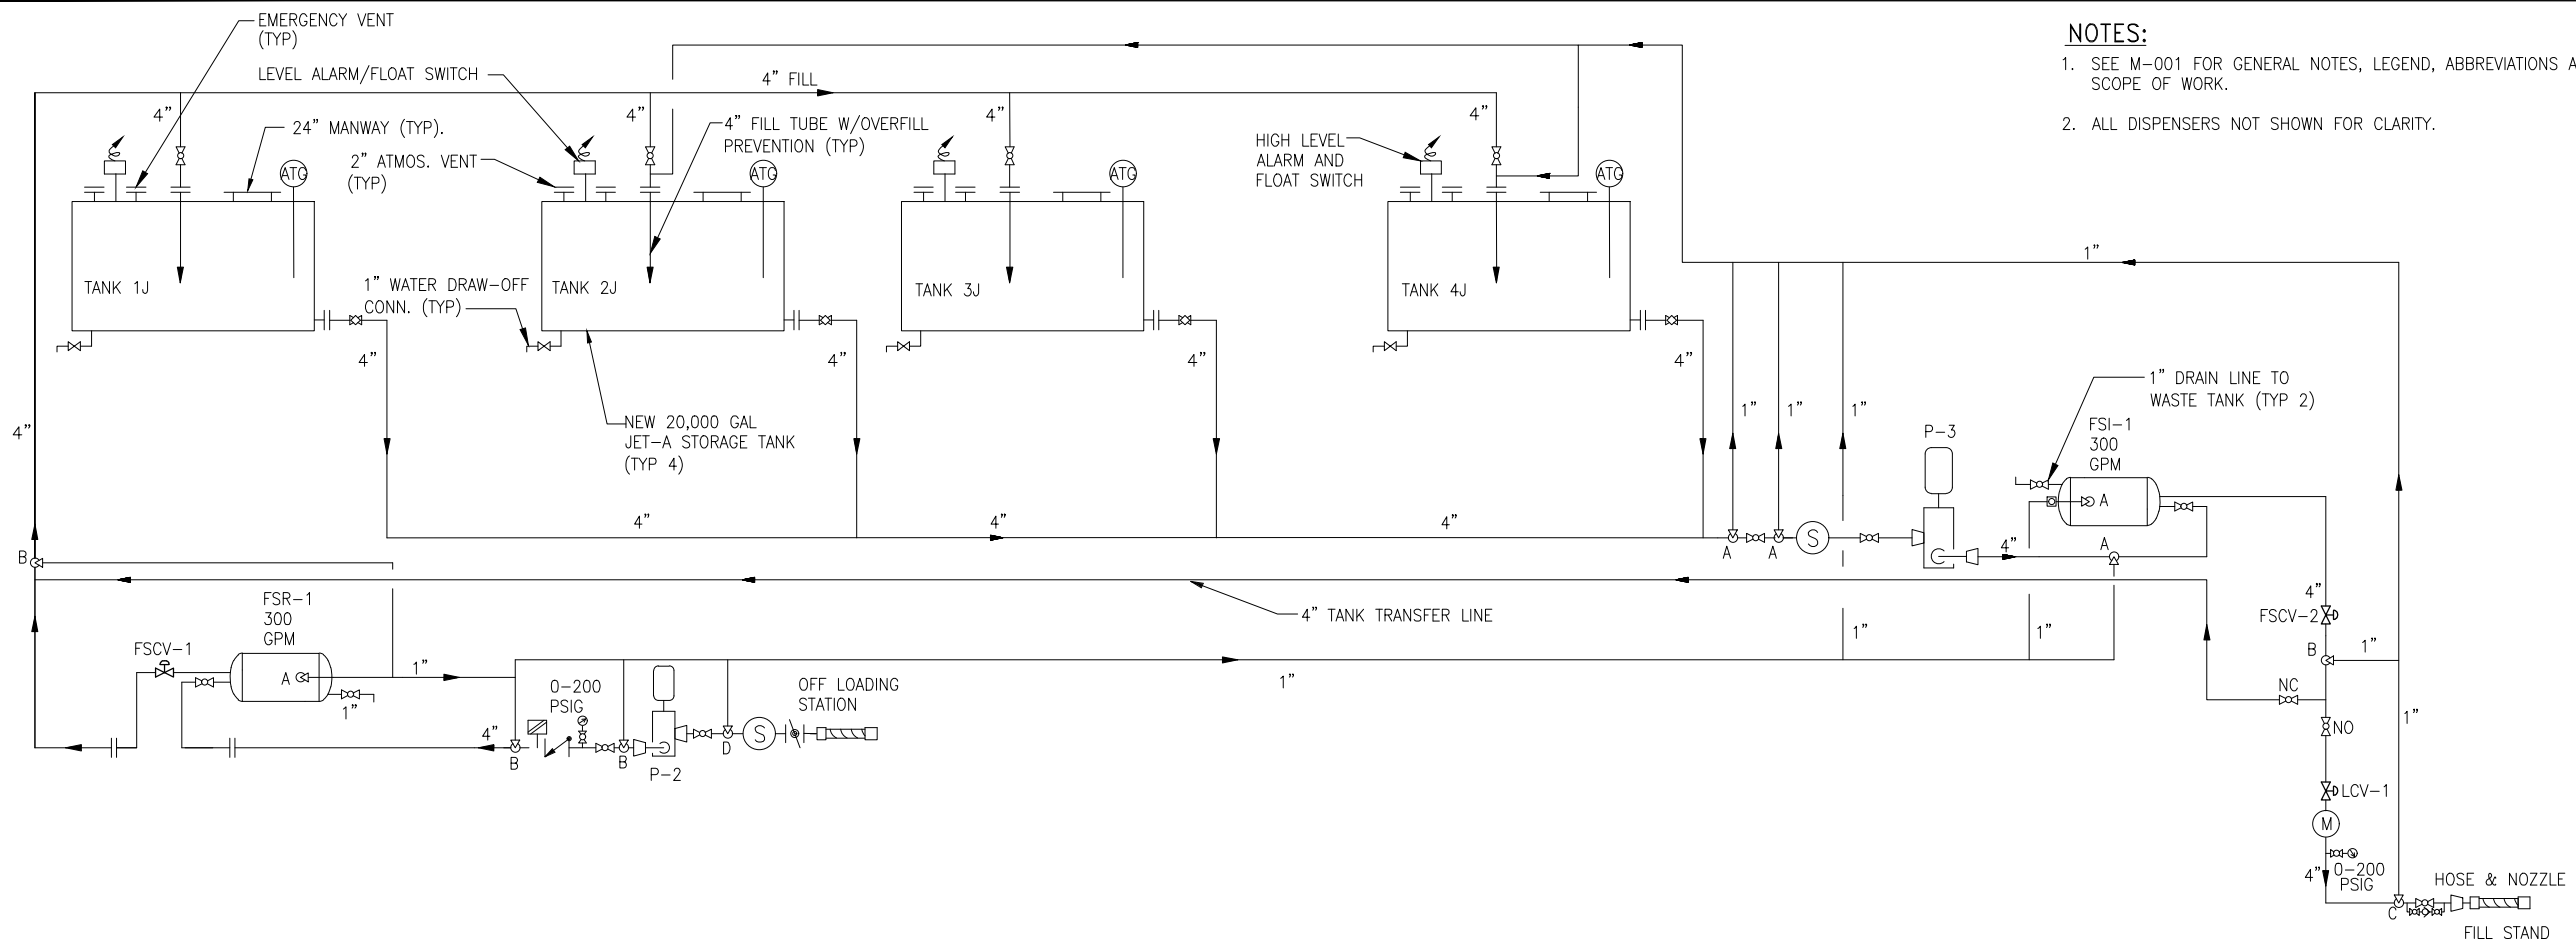 EMERGENCY VENT
(TYP)
LEVEL ALARM/FLOAT SWITCH
4" FILL
NOTES:
1. SEE M-001 FOR GENERAL NOTES, LEGEND, ABBREVIATIONS A
SCOPE OF WORK.
2. ALL DISPENSERS NOT SHOWN FOR CLARITY.
4"
4"
4"
4"
24" MANWAY (TYP).
2" ATMOS. VENT
(TYP)
4" FILL TUBE W/OVERFILL
PREVENTION (TYP)
HIGH LEVEL
ALARM AND
FLOAT SWITCH
ATG
ATG
ATG
ATG
TANK 1J
TANK 2J
TANK 3J
TANK 4J
1" WATER DRAW-OFF
CONN. (TYP)
1"
4"
4"
4"
4"
4"
NEW 20,000 GAL
JET-A STORAGE TANK
(TYP 4)
1"
1"
1"
1" DRAIN LINE TO
WASTE TANK (TYP 2)
P-3
FSI-1
300
GPM
A
4"
4"
4"
A
A
S
4"
A
B
FSR-1
300
GPM
FSCV-1
A
1"
1"
4" TANK TRANSFER LINE
4"
FSCV-2
B
1"
1"
1"
1"
0-200
PSIG
OFF LOADING
STATION
4"
B
B
P-2
D
S
NC
NO
1"
LCV-1
M
0-200
PSIG
4"
C
HOSE & NOZZLE
FILL STAND